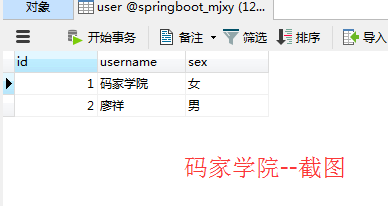 对象 user @springboot_mjxy (12...
开始事务 备注 筛选 排序 导入
id username sex
1 码家学院 女
2 廖祥 男
码家学院--截图